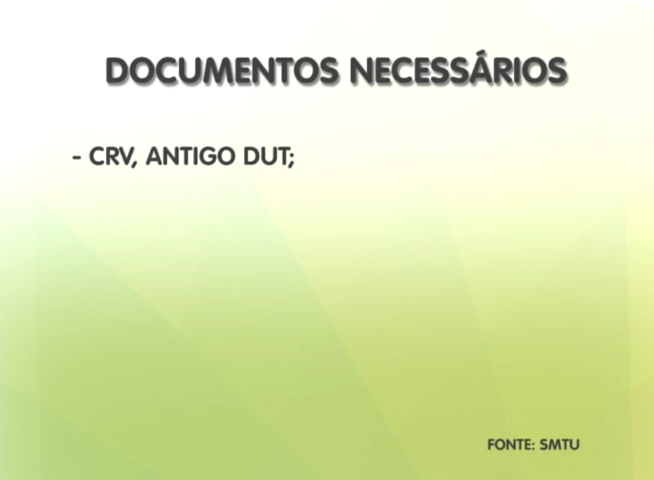 DOCUMENTOS NECESSÁRIOS
- CRV, ANTIGO DUT;
FONTE: SMTU